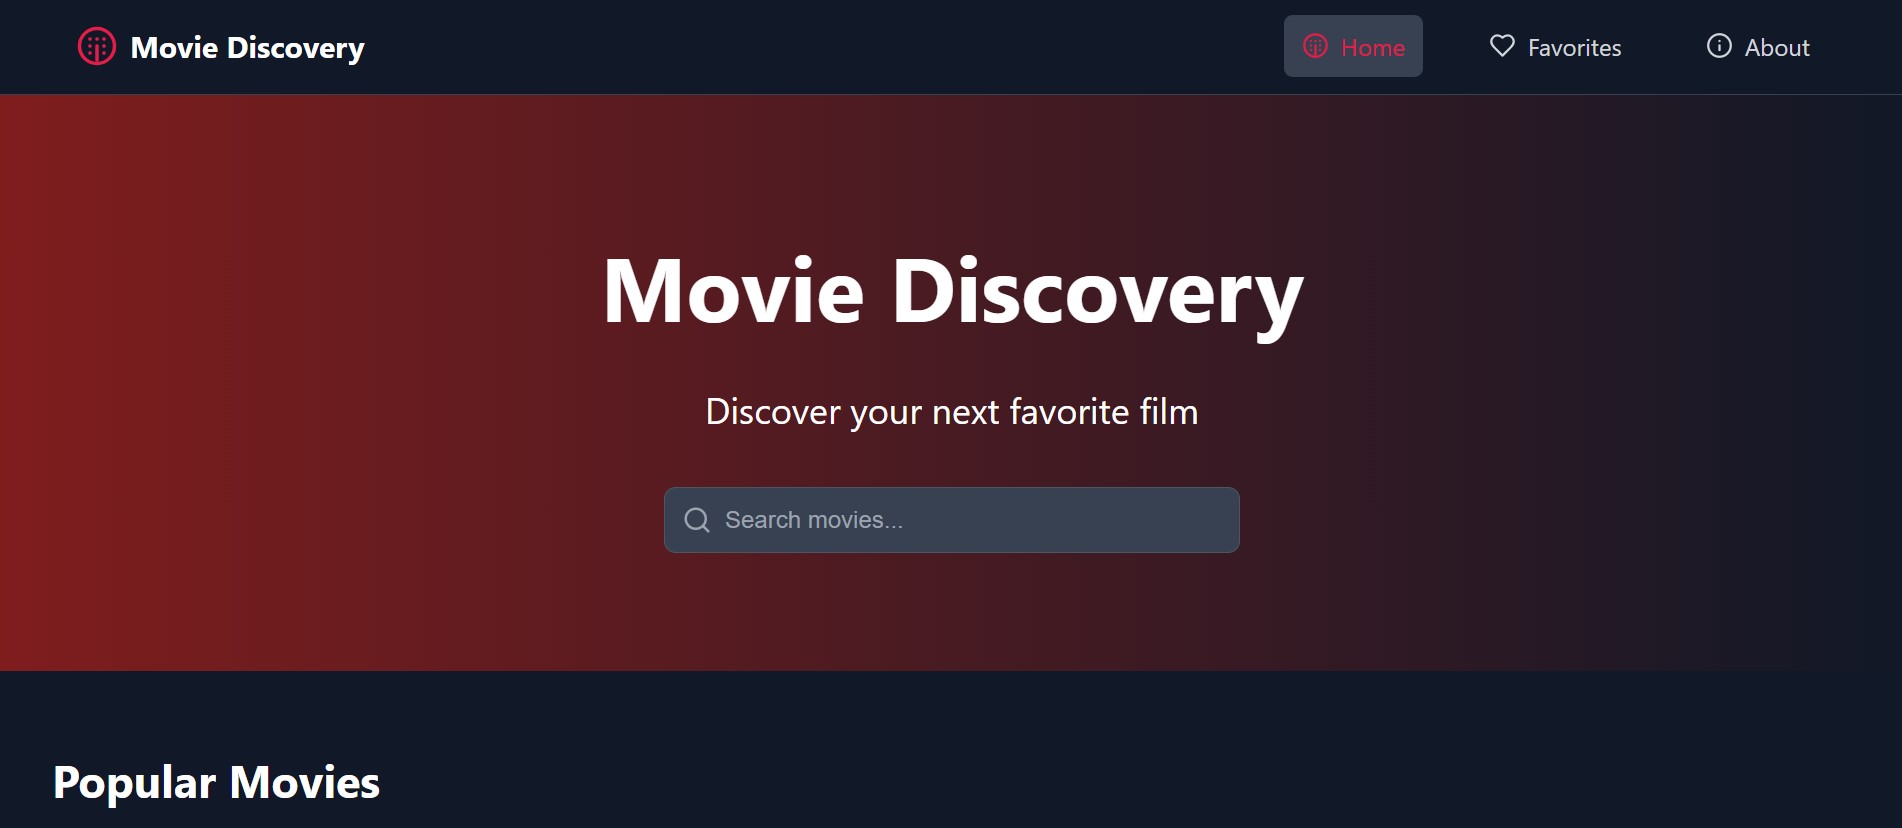 Movie Discovery
Home
Favorites
About
Movie Discovery
Discover your next favorite film
Search movies...
Popular Movies